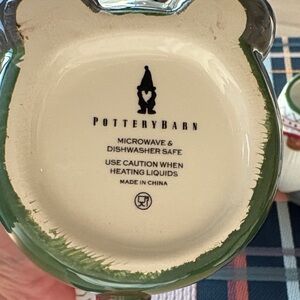 POTTERYBARN
MICROWAVE &
DISHWASHER SAFE
USE CAUTION WHEN
HEATING LIQUIDS
MADE IN CHINA